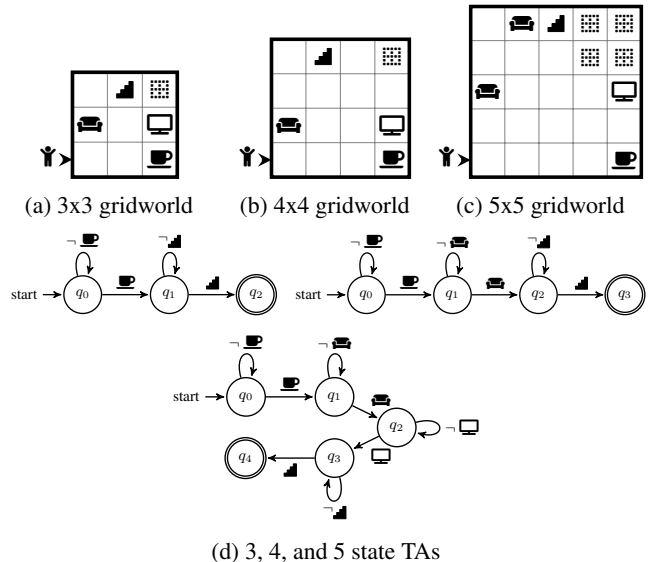 (a) 3x3 gridworld (b) 4x4 gridworld (c) 5x5 gridworld
¬ ¬ ¬ ¬ ¬
start q0 q1 q2 start q0 q1 q2 q3
¬ ¬
start q0 q1
q2 ¬
q4 q3
¬
(d) 3, 4, and 5 state TAs